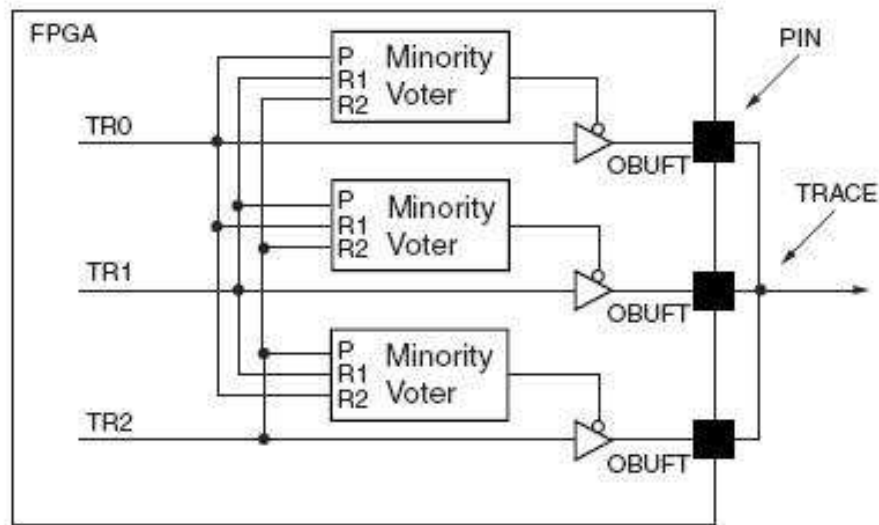 FPGA
P
R1
R2
Minority
Voter
PIN
TR0
OBUFT
TRACE
P
R1
R2
Minority
Voter
TR1
OBUFT
P
R1
R2
Minority
Voter
TR2
OBUFT